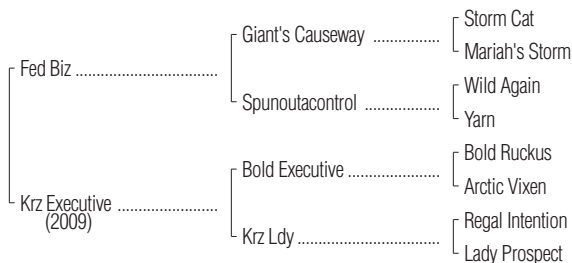 Storm Cat
Giant's Causeway ................
Mariah's Storm
Fed Biz ..................................
Wild Again
Spunoutacontrol ..................
Yarn
Bold Ruckus
Bold Executive ......................
Arctic Vixen
Krz Executive ........................
(2009)
Regal Intention
Krz Ldy ..................................
Lady Prospect